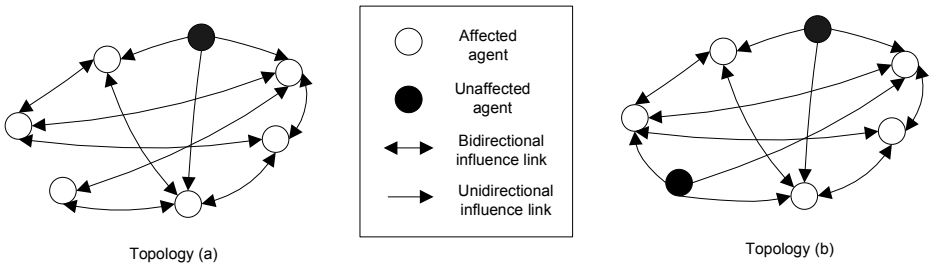 Affected
agent
Unaffected
agent
Bidirectional
influence link
Unidirectional
influence link
Topology (a)
Topology (b)